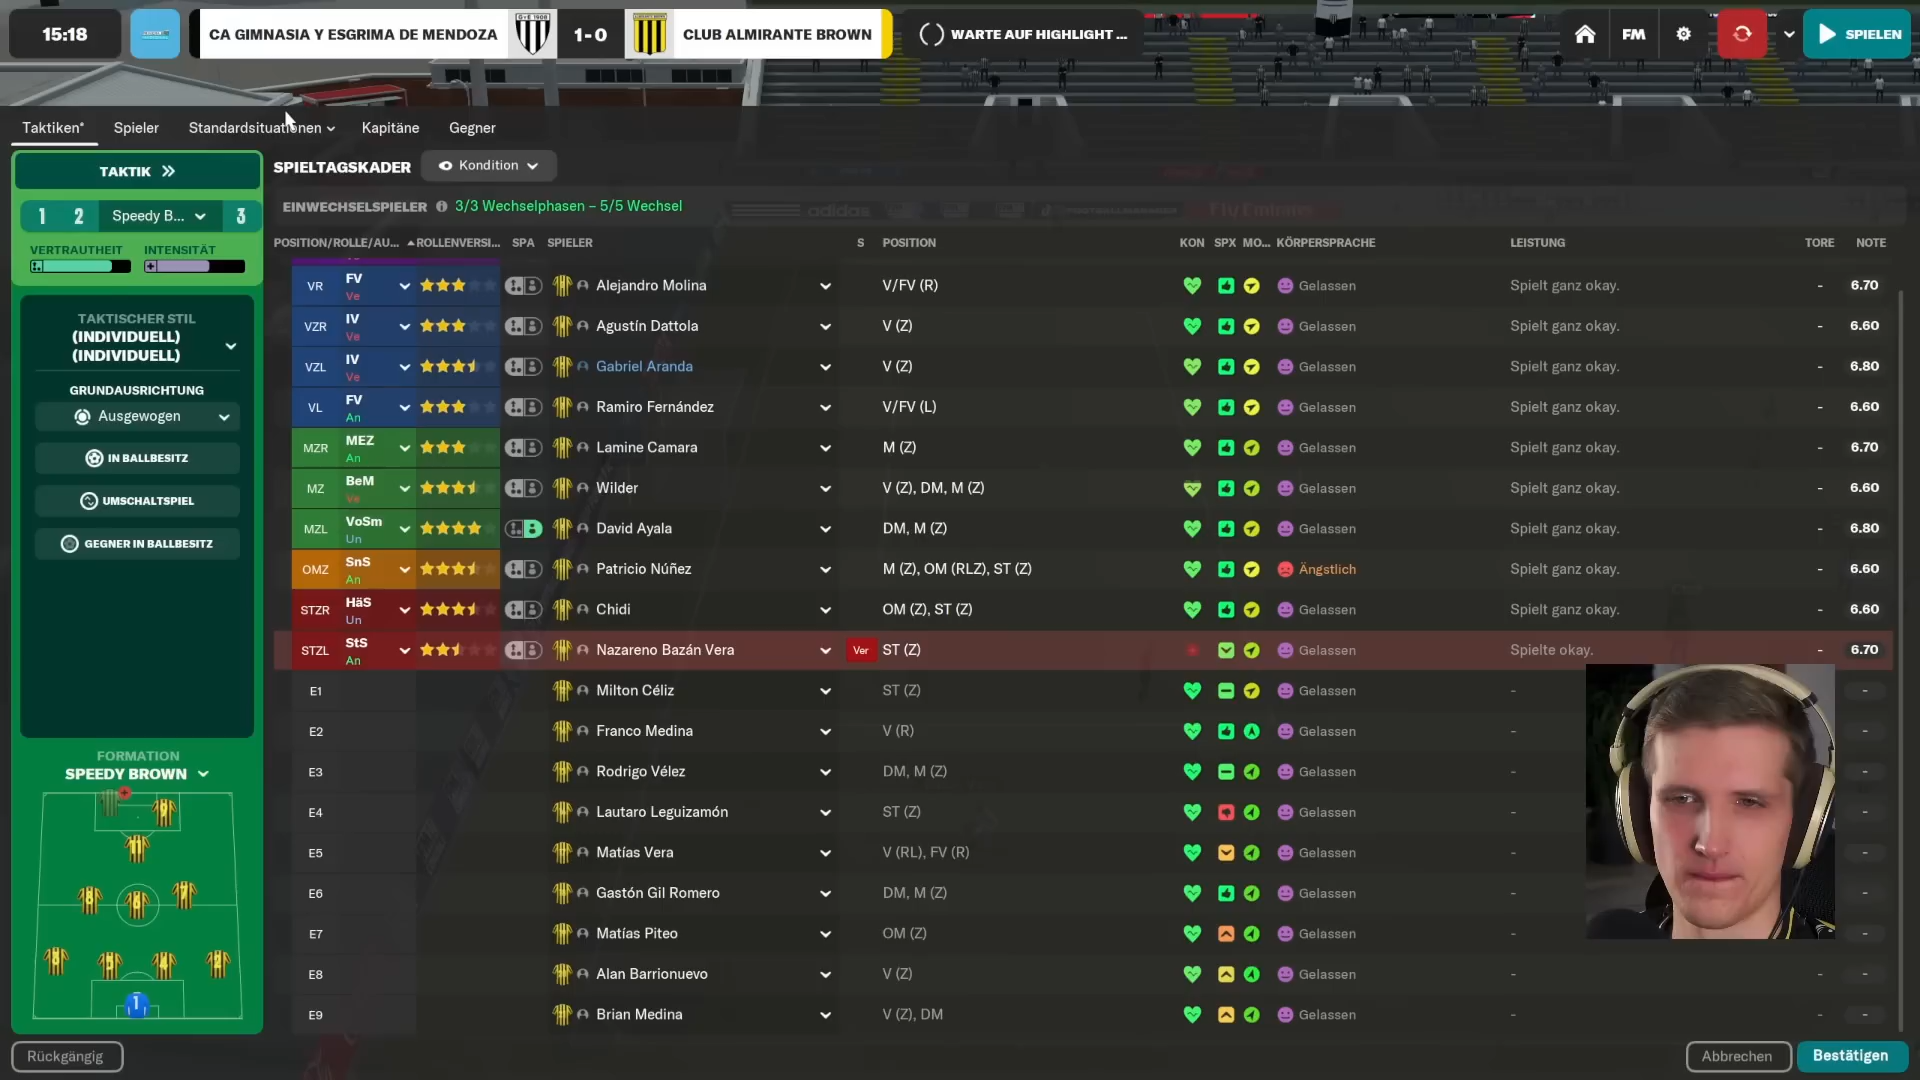 15:18
CA GIMNASIA Y ESGRIMA DE MENDOZA
1-0
CLUB ALMIRANTE BROWN
WARTE AUF HIGHLIGHT ...
FM
SPIELEN
Taktiken*
Spieler
Standardsituationen
Kapitäne
Gegner
TAKTIK
SPIELTAGSKADER
Kondition
1 2 Speedy B... 3
EINWECHSELSPIELER 3/3 Wechselphasen – 5/5 Wechsel
VERTRAUTHEIT INTENSITÄT
POSITION/ROLLE/AU... ROLLENVERSI... SPA SPIELER S POSITION KON SPX MO... KÖRPERSPRACHE LEISTUNG TORE NOTE
VR FV Ve Alejandro Molina V/FV (R) Gelassen Spielt ganz okay. - 6.70
VZR IV Ve Agustín Dattola V (Z) Gelassen Spielt ganz okay. - 6.60
VZL IV Ve Gabriel Aranda V (Z) Gelassen Spielt ganz okay. - 6.80
VL FV An Ramiro Fernández V/FV (L) Gelassen Spielt ganz okay. - 6.60
MZR MEZ An Lamine Camara M (Z) Gelassen Spielt ganz okay. - 6.70
MZ BeM Ve Wilder V (Z), DM, M (Z) Gelassen Spielt ganz okay. - 6.60
MZL VoSm Un David Ayala DM, M (Z) Gelassen Spielt ganz okay. - 6.80
OMZ SnS An Patricio Núñez M (Z), OM (RLZ), ST (Z) Ängstlich Spielt ganz okay. - 6.60
STZR HäS Un Chidi OM (Z), ST (Z) Gelassen Spielt ganz okay. - 6.60
STZL StS An Nazareno Bazán Vera Ver ST (Z) Gelassen Spielte okay. - 6.70
E1 Milton Céliz ST (Z) Gelassen - -
E2 Franco Medina V (R) Gelassen -
E3 Rodrigo Vélez DM, M (Z) Gelassen -
E4 Lautaro Leguizamón ST (Z) Gelassen -
E5 Matías Vera V (RL), FV (R) Gelassen - -
E6 Gastón Gil Romero DM, M (Z) Gelassen - -
E7 Matías Piteo OM (Z) Gelassen - - -
E8 Alan Barrionuevo V (Z) Gelassen - - -
E9 Brian Medina V (Z), DM Gelassen - - -
TAKTISCHER STIL
(INDIVIDUELL)
(INDIVIDUELL)
GRUNDAUSRICHTUNG
Ausgewogen
IN BALLBESITZ
UMSCHALTSPIEL
GEGNER IN BALLBESITZ
FORMATION
SPEEDY BROWN
Rückgängig
Abbrechen
Bestätigen